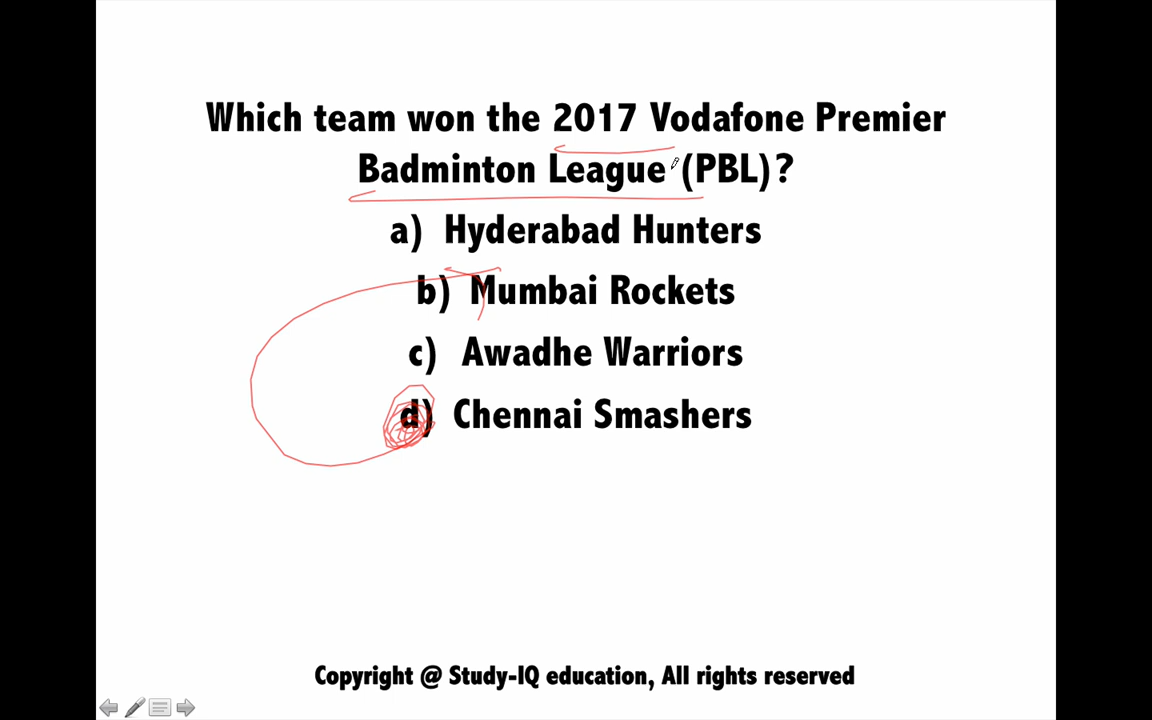 Which team won the 2017 Vodafone Premier
Badminton League (PBL)?
a) Hyderabad Hunters
b) Mumbai Rockets
c) Awadhe Warriors
d) Chennai Smashers
Copyright @ Study-IQ education, All rights reserved